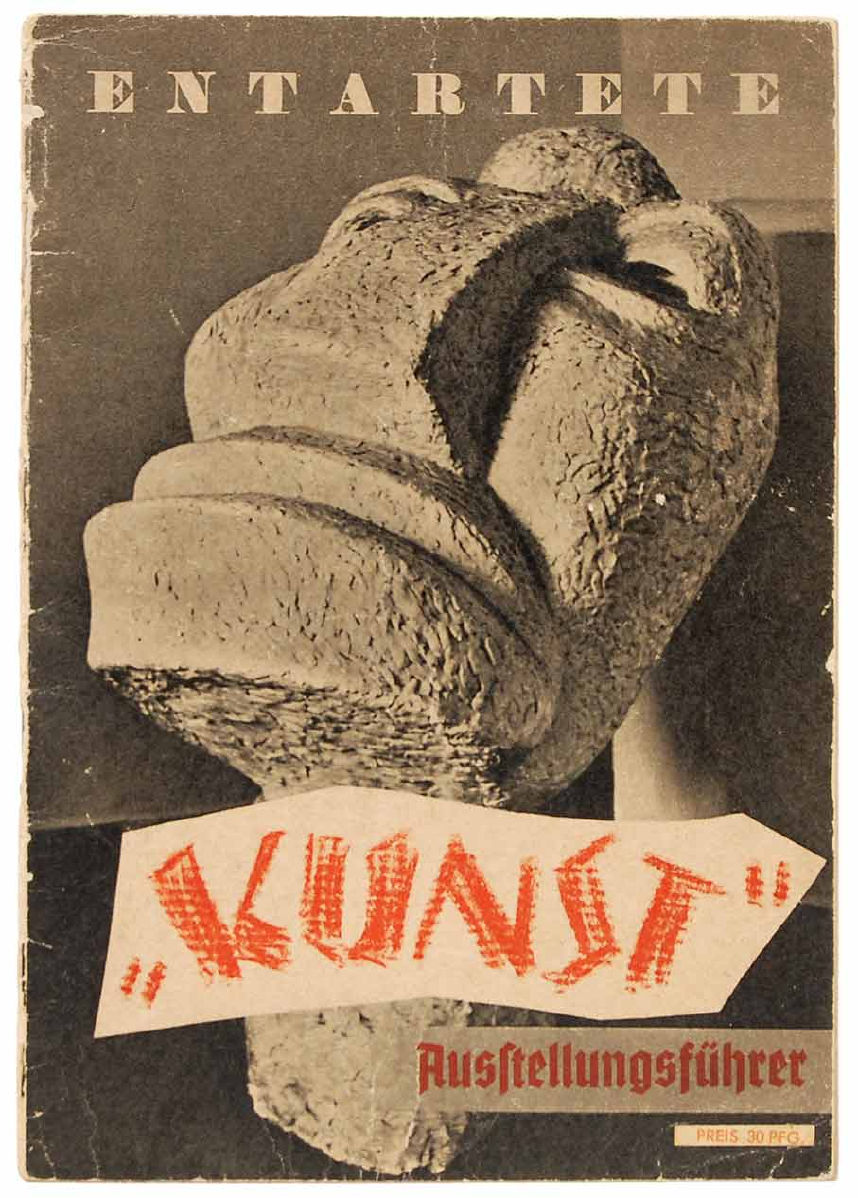 ENTARTETE
„KUNST"
Ausſtellungsführer
PREIS 30 PFG.